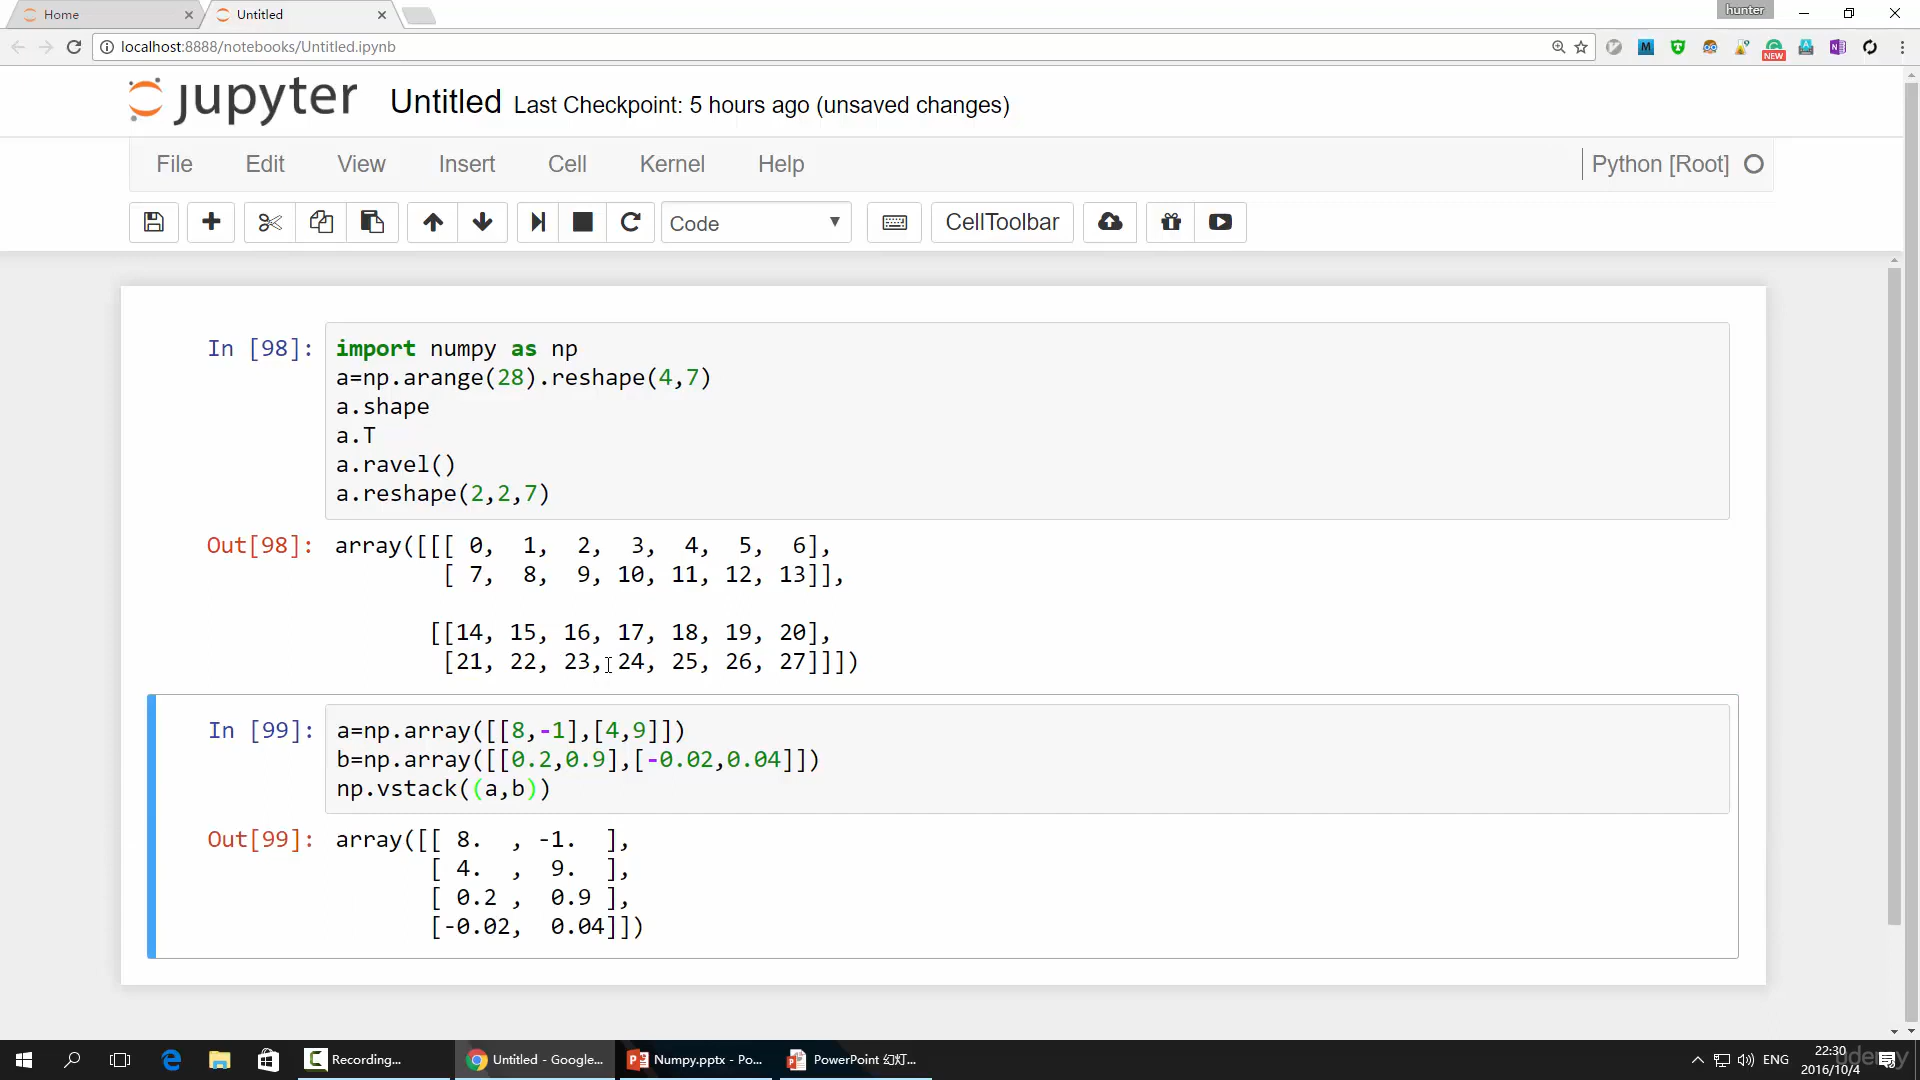 Home
Untitled
hunter
localhost:8888/notebooks/Untitled.ipynb
NEW
jupyter Untitled Last Checkpoint: 5 hours ago (unsaved changes)
File Edit View Insert Cell Kernel Help Python [Root]
Code CellToolbar
In [98]: import numpy as np
a=np.arange(28).reshape(4,7)
a.shape
a.T
a.ravel()
a.reshape(2,2,7)
Out[98]: array([[[ 0, 1, 2, 3, 4, 5, 6],
[ 7, 8, 9, 10, 11, 12, 13]],
[[14, 15, 16, 17, 18, 19, 20],
[21, 22, 23, 24, 25, 26, 27]]])
In [99]: a=np.array([[8,-1],[4,9]])
b=np.array([[0.2,0.9],[-0.02,0.04]])
np.vstack((a,b))
Out[99]: array([[ 8. , -1. ],
[ 4. , 9. ],
[ 0.2 , 0.9 ],
[-0.02, 0.04]])
Recording...
Untitled - Google...
Numpy.pptx - Po...
PowerPoint 幻灯...
ENG
22:30
2016/10/4
udemy